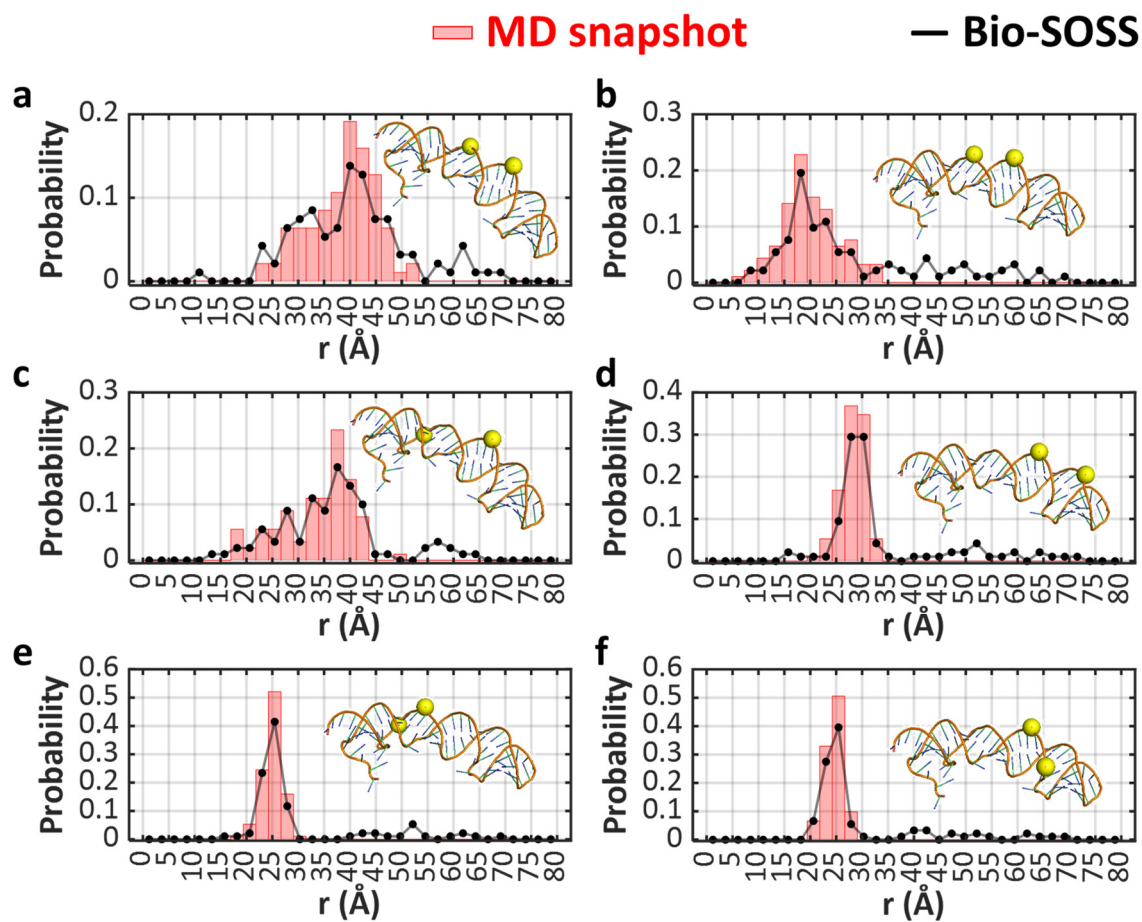 MD snapshot — Bio-SOSS
a b
Probability 0.2 0.1 0
0 5 10 15 20 25 30 35 40 45 50 55 60 65 70 75 80
r (Å)
Probability 0.3 0.2 0.1 0
0 5 10 15 20 25 30 35 40 45 50 55 60 65 70 75 80
r (Å)
c d
Probability 0.3 0.2 0.1 0
0 5 10 15 20 25 30 35 40 45 50 55 60 65 70 75 80
r (Å)
Probability 0.4 0.3 0.2 0.1 0
0 5 10 15 20 25 30 35 40 45 50 55 60 65 70 75 80
r (Å)
e f
Probability 0.6 0.5 0.4 0.3 0.2 0.1 0
0 5 10 15 20 25 30 35 40 45 50 55 60 65 70 75 80
r (Å)
Probability 0.6 0.5 0.4 0.3 0.2 0.1 0
0 5 10 15 20 25 30 35 40 45 50 55 60 65 70 75 80
r (Å)